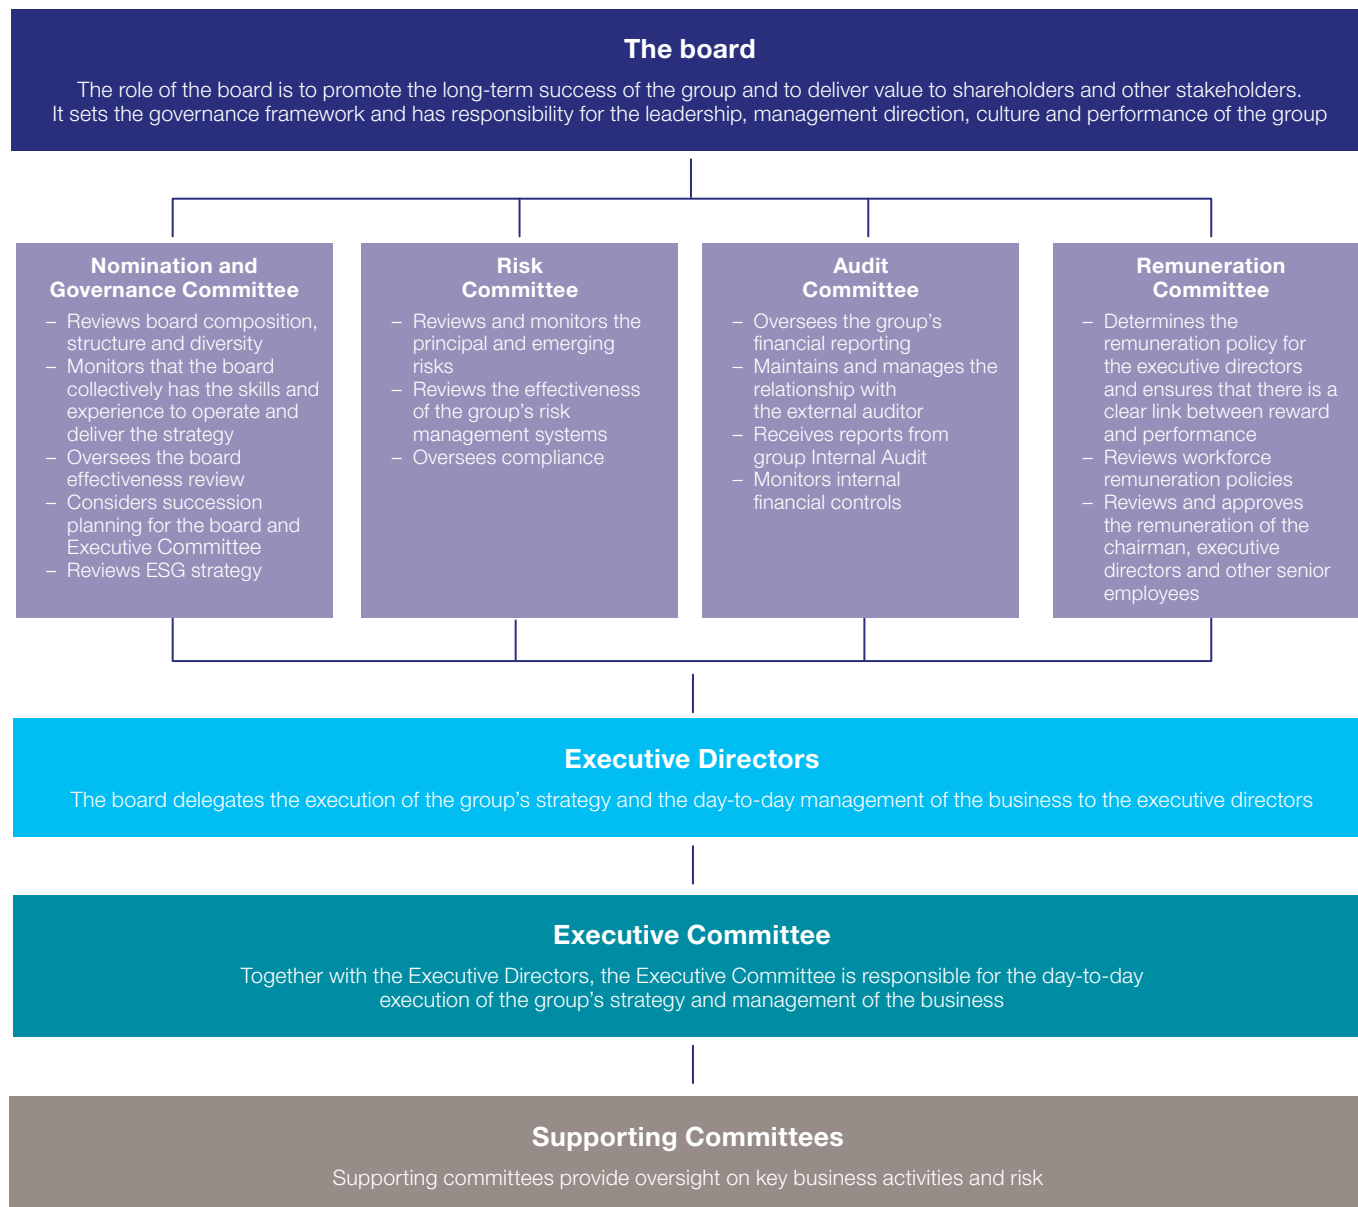 The board
The role of the board is to promote the long-term success of the group and to deliver value to shareholders and other stakeholders.
It sets the governance framework and has responsibility for the leadership, management direction, culture and performance of the group
Nomination and
Governance Committee
– Reviews board composition,
structure and diversity
– Monitors that the board
collectively has the skills and
experience to operate and
deliver the strategy
– Oversees the board
effectiveness review
– Considers succession
planning for the board and
Executive Committee
– Reviews ESG strategy
Risk
Committee
– Reviews and monitors the
principal and emerging
risks
– Reviews the effectiveness
of the group’s risk
management systems
– Oversees compliance
Audit
Committee
– Oversees the group’s
financial reporting
– Maintains and manages the
relationship with
the external auditor
– Receives reports from
group Internal Audit
– Monitors internal
financial controls
Remuneration
Committee
– Determines the
remuneration policy for
the executive directors
and ensures that there is a
clear link between reward
and performance
– Reviews workforce
remuneration policies
– Reviews and approves
the remuneration of the
chairman, executive
directors and other senior
employees
Executive Directors
The board delegates the execution of the group’s strategy and the day-to-day management of the business to the executive directors
Executive Committee
Together with the Executive Directors, the Executive Committee is responsible for the day-to-day
execution of the group’s strategy and management of the business
Supporting Committees
Supporting committees provide oversight on key business activities and risk